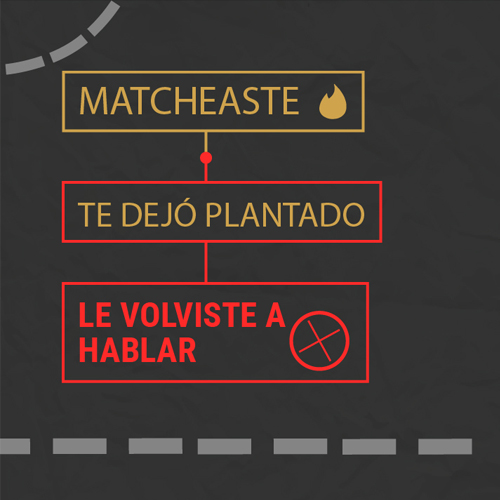 MATCHEASTE
TE DEJÓ PLANTADO
LE VOLVISTE A
HABLAR